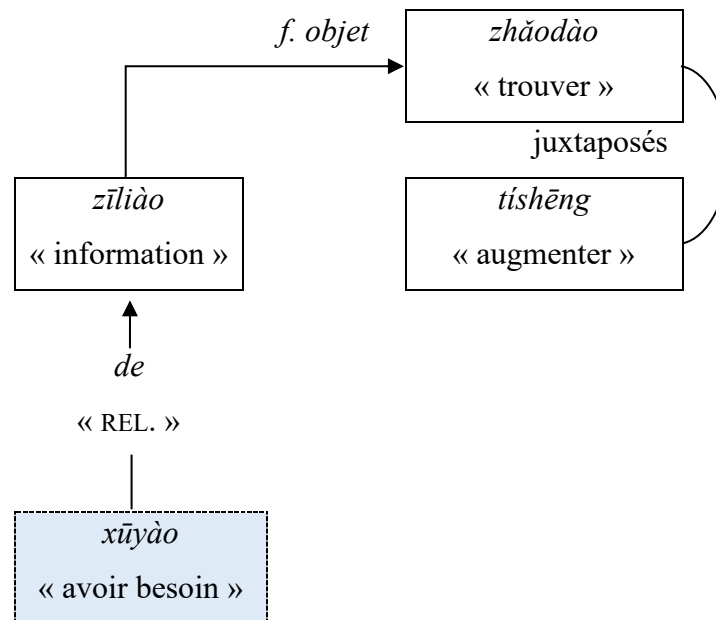 f. objet
zhǎodào
« trouver »
juxtaposés
zīliào
« information »
tíshēng
« augmenter »
de
« REL. »
xūyào
« avoir besoin »